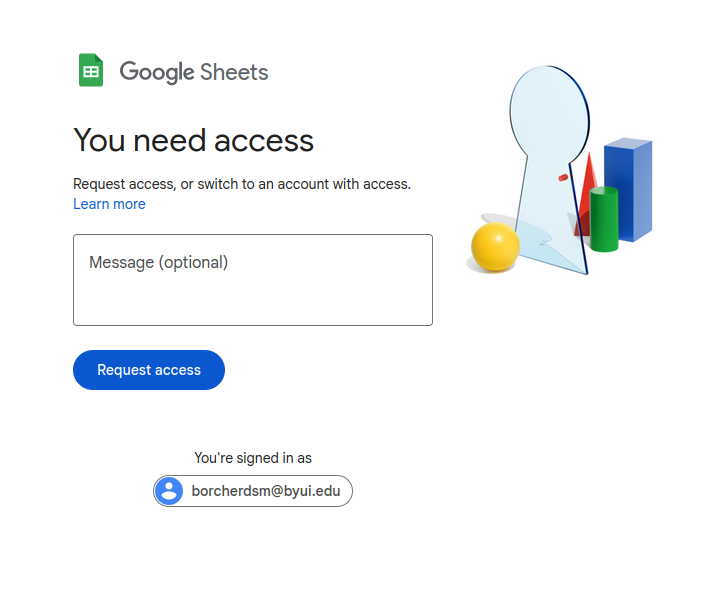 Google Sheets
You need access
Request access, or switch to an account with access.
Learn more
Message (optional)
Request access
You're signed in as
borcherdsm@byui.edu